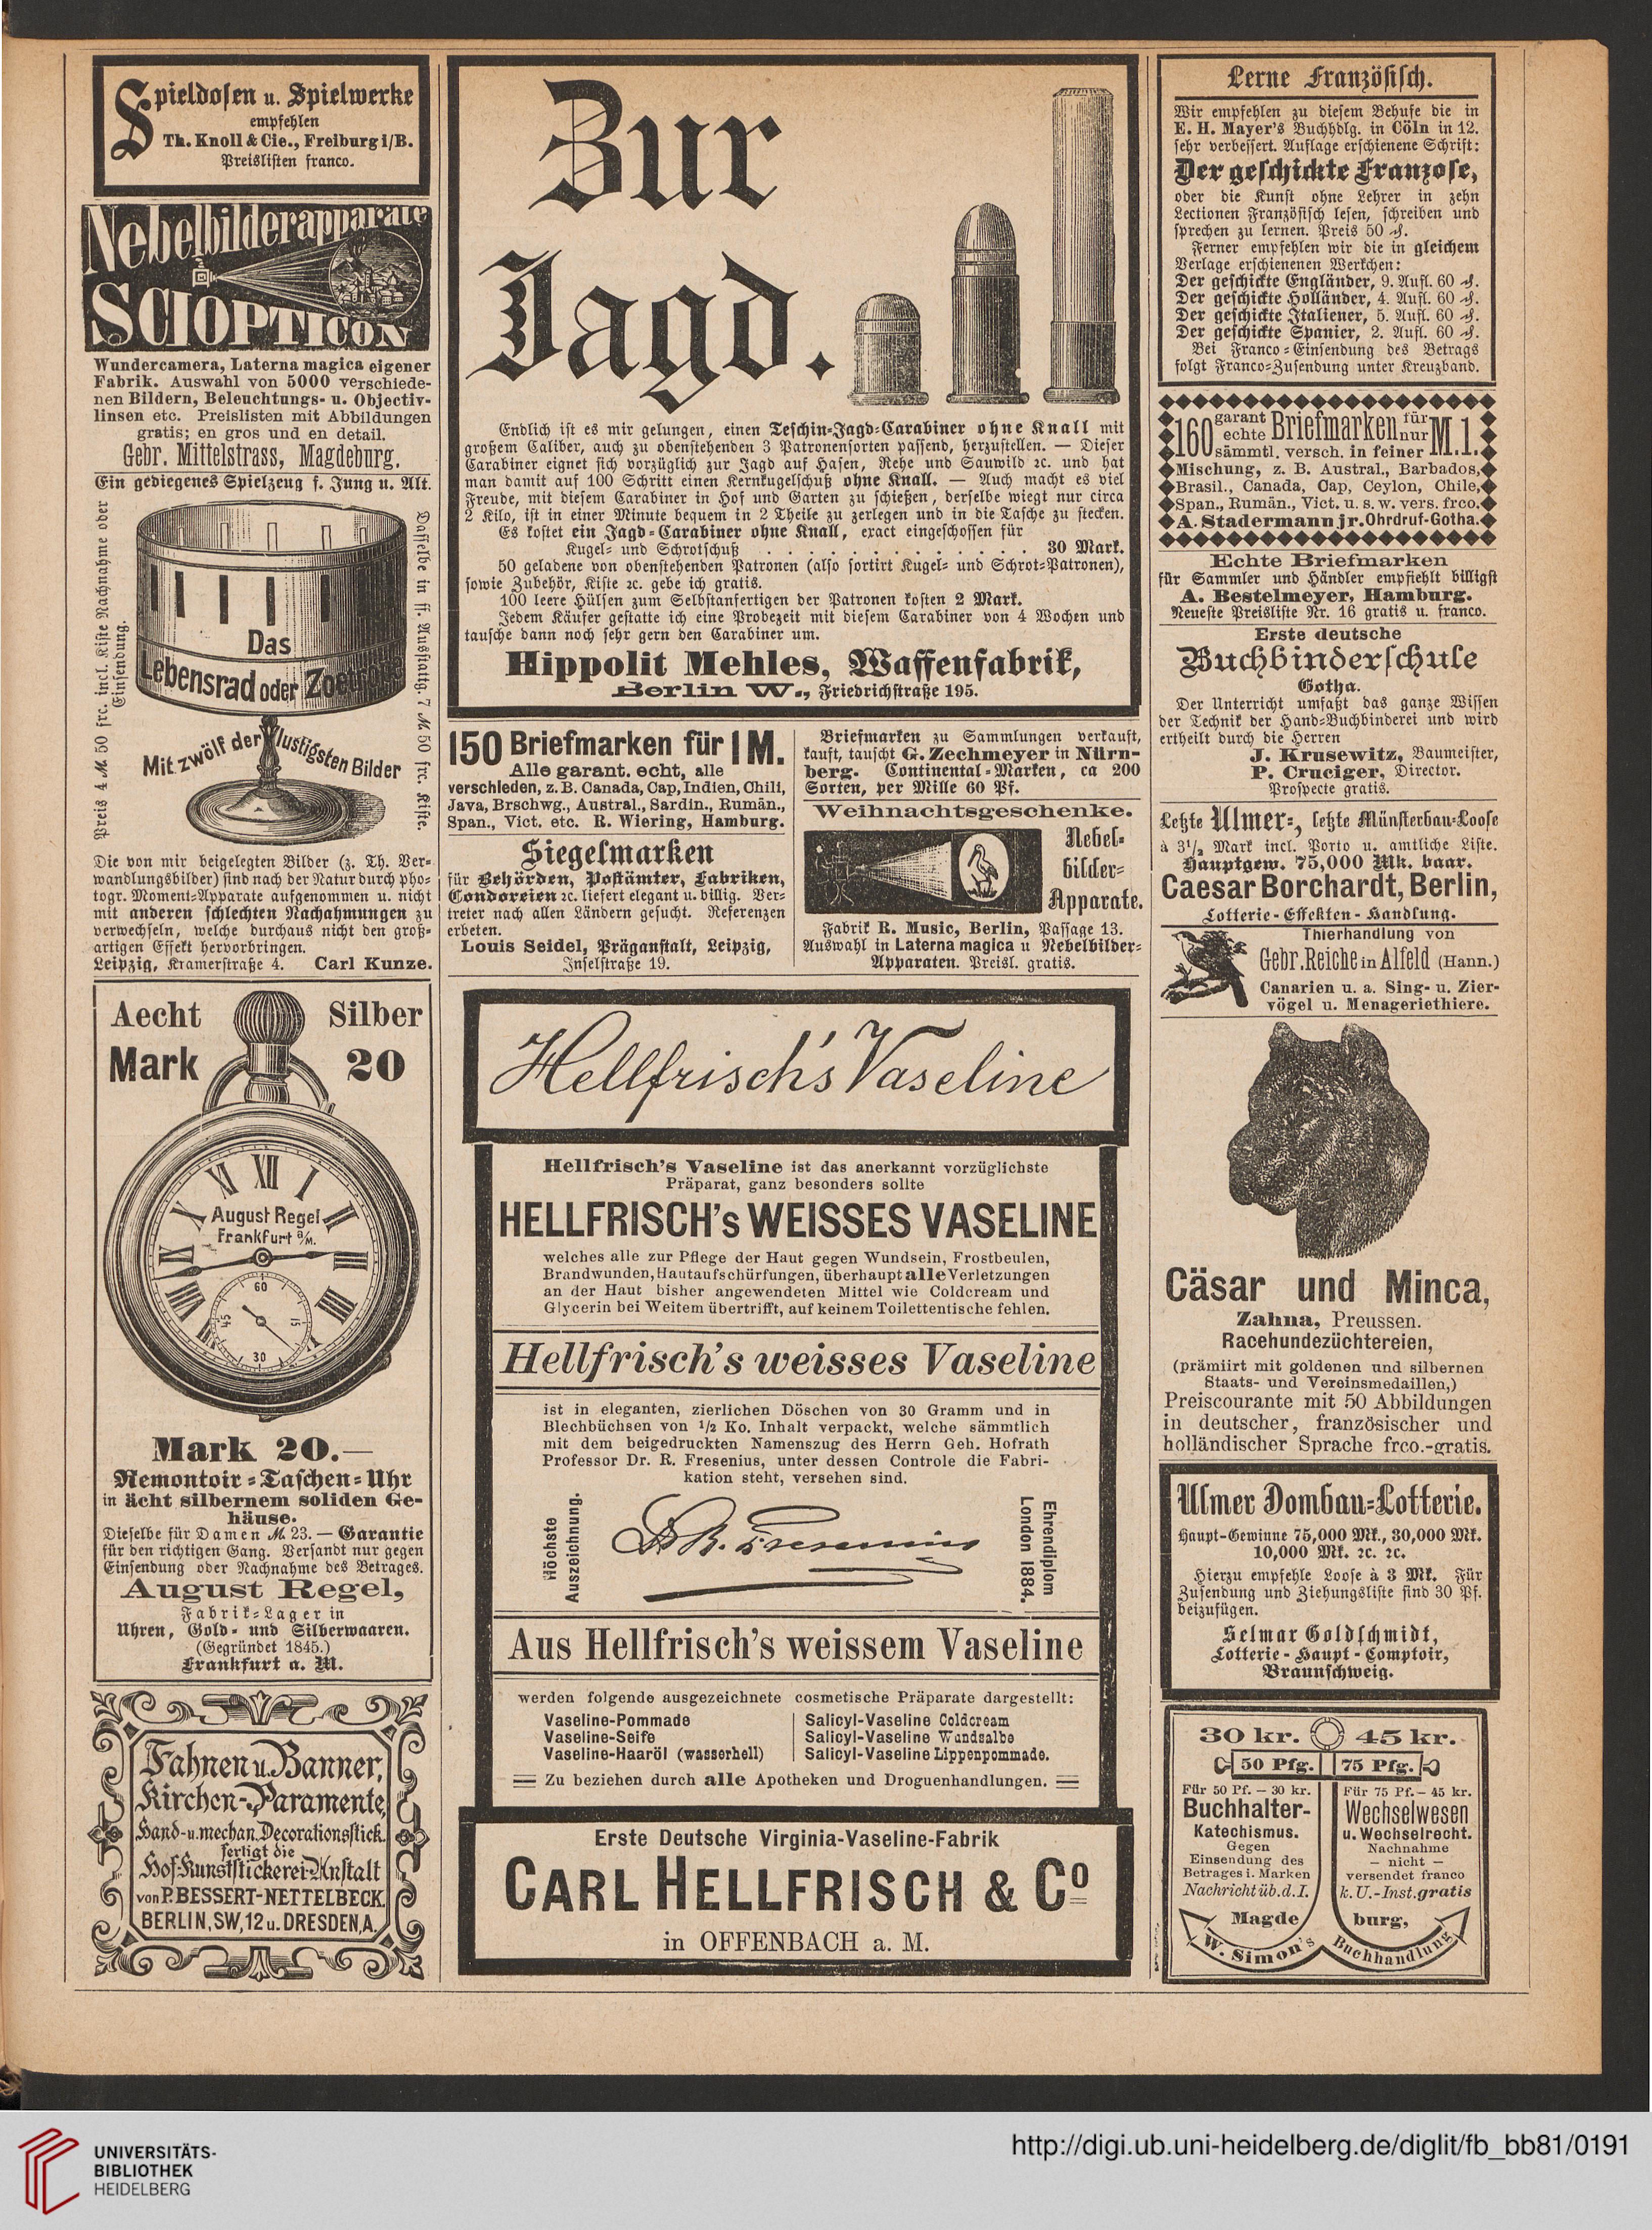 Spieldosen u. Spielwerke
empfehlen
Th. Knoll & Cie., Freiburg i/B.
Preislisten franco.
Nebelbilderapparate
SCIOPTICON
Wundercamera, Laterna magica eigener
Fabrik. Auswahl von 5000 verschiede-
nen Bildern, Beleuchtungs- u. Objectiv-
linsen etc. Preislisten mit Abbildungen
gratis; en gros und en detail.
Gebr. Mittelstrass, Magdeburg.
Ein gediegenes Spielzeug f. Jung u. Alt.
Preis 4 M. 50 frc. incl. Kiste Nachnahme oder
Einsendung.
Das
Lebensrad oder Zoetrope
Mit zwölf der lustigsten Bilder
Dasselbe in ff. Ausstattg. 7 M. 50 frc. Kiste.
Die von mir beigelegten Bilder (z. Th. Ver-
wandlungsbilder) sind nach der Natur durch pho-
togr. Moment-Apparate aufgenommen u. nicht
mit anderen schlechten Nachahmungen zu
verwechseln, welche durchaus nicht den groß-
artigen Effekt hervorbringen.
Leipzig, Kramerstraße 4. Carl Kunze.
Aecht Silber
Mark 20
August Regel
Frankfurt a/M.
XII I II III IIII VIII IX X XI
60 15 30 45
Mark 20.—
Remontoir-Taschen-Uhr
in ächt silbernem soliden Ge-
häuse.
Dieselbe für Damen M. 23. — Garantie
für den richtigen Gang. Versandt nur gegen
Einsendung oder Nachnahme des Betrages.
August Regel,
Fabrik-Lager in
Uhren, Gold- und Silberwaaren.
(Gegründet 1845.)
Frankfurt a. M.
Fahnen u. Banner,
Kirchen-Paramente,
Hand- u. mechan. Decorationsstick.
fertigt die
Hof-Kunststickerei-Anstalt
von P. BESSERT-NETTELBECK.
BERLIN, SW, 12 u. DRESDEN, A.
Zur
Jagd.
Endlich ist es mir gelungen, einen Teschin-Jagd-Carabiner ohne Knall mit
großem Caliber, auch zu obenstehenden 3 Patronensorten passend, herzustellen. — Dieser
Carabiner eignet sich vorzüglich zur Jagd auf Hasen, Rehe und Sauwild ꝛc. und hat
man damit auf 100 Schritt einen Kernkugelschuß ohne Knall. — Auch macht es viel
Freude, mit diesem Carabiner in Hof und Garten zu schießen, derselbe wiegt nur circa
2 Kilo, ist in einer Minute bequem in 2 Theile zu zerlegen und in die Tasche zu stecken.
Es kostet ein Jagd-Carabiner ohne Knall, exact eingeschossen für
Kugel- und Schrotschuß . . . . . . . . . . . . . 30 Mark.
50 geladene von obenstehenden Patronen (also sortirt Kugel- und Schrot-Patronen),
sowie Zubehör, Kiste ꝛc. gebe ich gratis.
100 leere Hülsen zum Selbstanfertigen der Patronen kosten 2 Mark.
Jedem Käufer gestatte ich eine Probezeit mit diesem Carabiner von 4 Wochen und
tausche dann noch sehr gern den Carabiner um.
Hippolit Mehles, Waffenfabrik,
Berlin W., Friedrichstraße 195.
150 Briefmarken für 1 M.
Alle garant. echt, alle
verschieden, z. B. Canada, Cap, Indien, Chili,
Java, Brschwg., Austral., Sardin., Rumän.,
Span., Vict. etc. R. Wiering, Hamburg.
Siegelmarken
für Behörden, Postämter, Fabriken,
Condoreien ꝛc. liefert elegant u. billig. Ver-
treter nach allen Ländern gesucht. Referenzen
erbeten.
Louis Seidel, Präganstalt, Leipzig,
Inselstraße 19.
Briefmarken zu Sammlungen verkauft,
kauft, tauscht G. Zechmeyer in Nürn-
berg. Continental-Marken, ca 200
Sorten, per Mille 60 Pf.
Weihnachtsgeschenke.
Nebel-
bilder-
Apparate.
Fabrik R. Music, Berlin, Passage 13.
Auswahl in Laterna magica u Nebelbilder-
Apparaten. Preisl. gratis.
Hellfrisch's Vaseline
Hellfrisch's Vaseline ist das anerkannt vorzüglichste
Präparat, ganz besonders sollte
HELLFRISCH's WEISSES VASELINE
welches alle zur Pflege der Haut gegen Wundsein, Frostbeulen,
Brandwunden, Hautaufschürfungen, überhaupt alle Verletzungen
an der Haut bisher angewendeten Mittel wie Coldcream und
Glycerin bei Weitem übertrifft, auf keinem Toilettentische fehlen.
Hellfrisch's weisses Vaseline
ist in eleganten, zierlichen Döschen von 30 Gramm und in
Blechbüchsen von 1/2 Ko. Inhalt verpackt, welche sämmtlich
mit dem beigedruckten Namenszug des Herrn Geh. Hofrath
Professor Dr. R. Fresenius, unter dessen Controle die Fabri-
kation steht, versehen sind.
Höchste
Auszeichnung.
Dr. R. Fresenius
Ehrendiplom
London 1884.
Aus Hellfrisch's weissem Vaseline
werden folgende ausgezeichnete cosmetische Präparate dargestellt:
Vaseline-Pommade
Vaseline-Seife
Vaseline-Haaröl (wasserhell)
Salicyl-Vaseline Coldcream
Salicyl-Vaseline Wundsalbe
Salicyl-Vaseline Lippenpommade.
Zu beziehen durch alle Apotheken und Droguenhandlungen.
Erste Deutsche Virginia-Vaseline-Fabrik
CARL HELLFRISCH & Co
in OFFENBACH a. M.
Lerne Französisch.
Wir empfehlen zu diesem Behufe die in
E. H. Mayer's Buchhdlg. in Cöln in 12.
sehr verbessert. Auflage erschienene Schrift:
Der geschickte Franzose,
oder die Kunst ohne Lehrer in zehn
Lectionen Französisch lesen, schreiben und
sprechen zu lernen. Preis 50 ₰.
Ferner empfehlen wir die in gleichem
Verlage erschienenen Werkchen:
Der geschickte Engländer, 9. Aufl. 60 ₰.
Der geschickte Holländer, 4. Aufl. 60 ₰.
Der geschickte Italiener, 5. Aufl. 60 ₰.
Der geschickte Spanier, 2. Aufl. 60 ₰.
Bei Franco-Einsendung des Betrags
folgt Franco-Zusendung unter Kreuzband.
160 garant echte Briefmarken für nur M. 1.
sämmtl. versch. in feiner
Mischung, z. B. Austral., Barbados,
Brasil., Canada, Cap, Ceylon, Chile,
Span., Rumän., Vict. u. s. w. vers. frco.
A. Stadermann jr. Ohrdruf-Gotha.
Echte Briefmarken
für Sammler und Händler empfiehlt billigst
A. Bestelmeyer, Hamburg.
Neueste Preisliste Nr. 16 gratis u. franco.
Erste deutsche
Buchbinderschule
Gotha.
Der Unterricht umfaßt das ganze Wissen
der Technik der Hand-Buchbinderei und wird
ertheilt durch die Herren
J. Krusewitz, Baumeister,
P. Cruciger, Director.
Prospecte gratis.
Letzte Ulmer-, letzte Münsterbau-Loose
à 3 1/2 Mark incl. Porto u. amtliche Liste.
Hauptgew. 75,000 Mk. baar.
Caesar Borchardt, Berlin,
Lotterie-Effekten-Handlung.
Thierhandlung von
Gebr. Reiche in Alfeld (Hann.)
Canarien u. a. Sing- u. Zier-
vögel u. Menageriethiere.
Cäsar und Minca,
Zahna, Preussen.
Racehundezüchtereien,
(prämiirt mit goldenen und silbernen
Staats- und Vereinsmedaillen,)
Preiscourante mit 50 Abbildungen
in deutscher, französischer und
holländischer Sprache frco.-gratis.
Ulmer Dombau-Lotterie.
Haupt-Gewinne 75,000 Mk., 30,000 Mk.
10,000 Mk. ꝛc. ꝛc.
Hierzu empfehle Loose à 3 Mk. Für
Zusendung und Ziehungsliste sind 30 Pf.
beizufügen.
Selmar Goldschmidt,
Lotterie-Haupt-Comptoir,
Braunschweig.
30 kr. 45 kr.
50 Pfg. 75 Pfg.
Für 50 Pf. — 30 kr.
Buchhalter-
Katechismus.
Gegen
Einsendung des
Betrages i. Marken
Nachricht üb. d. I.
Magde
W. Simon's
Für 75 Pf. — 45 kr.
Wechselwesen
u. Wechselrecht.
Nachnahme
— nicht —
versendet franco
k. U.-Inst. gratis
burg,
Buchhandlung
UNIVERSITÄTS-
BIBLIOTHEK
HEIDELBERG
http://digi.ub.uni-heidelberg.de/diglit/fb_bb81/0191